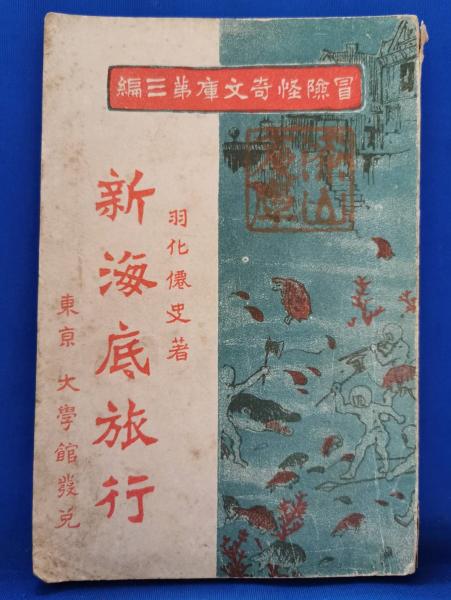 冒險怪奇文庫第三編
羽化僊史著
新海底旅行
東京 大學館發兌